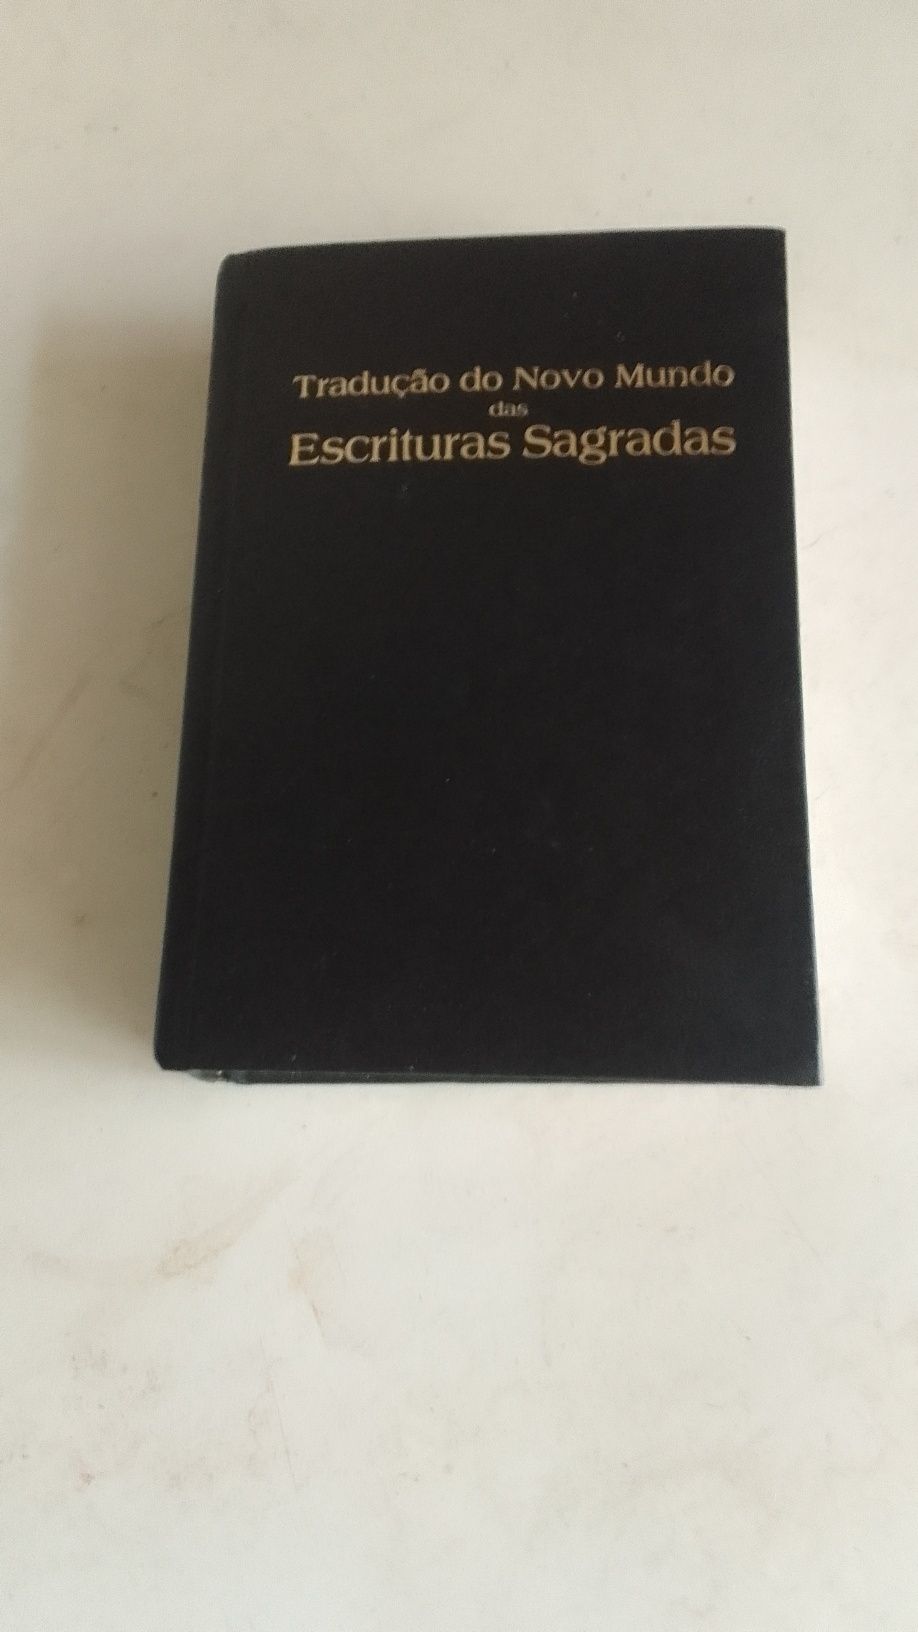 Tradução do Novo Mundo
das
Escrituras Sagradas